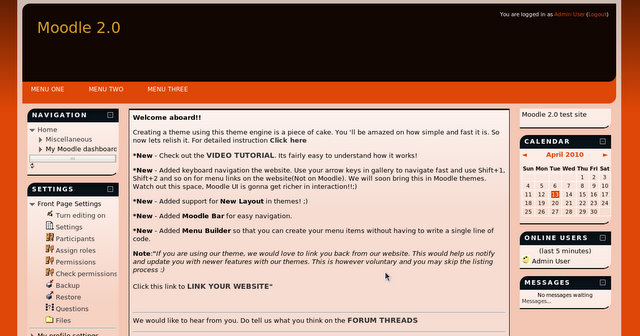 Moodle 2.0
You are logged in as Admin User (Logout)
MENU ONE MENU TWO MENU THREE
NAVIGATION
Home
Miscellaneous
My Moodle dashboard
SETTINGS
Front Page Settings
Turn editing on
Settings
Participants
Assign roles
Permissions
Check permissions
Backup
Restore
Questions
Files
My profile settings
Welcome aboard!!
Creating a theme using this theme engine is a piece of cake. You 'll be amazed on how simple and fast it is. So
now lets relish it. For detailed instruction Click here
*New - Check out the VIDEO TUTORIAL. Its fairly easy to understand how it works!
*New - Added keyboard navigation the website. Use your arrow keys in gallery to navigate fast and use Shift+1,
Shift+2 and so on for menu links on the website(Not on Moodle). We will soon bring this in Moodle themes.
Watch out this space, Moodle UI is gonna get richer in interaction!!;)
*New - Added support for New Layout in themes! ;)
*New - Added Moodle Bar for easy navigation.
*New - Added Menu Builder so that you can create your menu items without having to write a single line of
code.
Note:"If you are using our theme, we would love to link you back from our website. This would help us notify
and update you with newer features with our themes. This is however voluntary and you may skip the listing
process :)
Click this link to LINK YOUR WEBSITE"
We would like to hear from you. Do tell us what you think on the FORUM THREADS
Moodle 2.0 test site
CALENDAR
◄ April 2010 ►
Sun Mon Tue Wed Thu Fri Sat
1 2 3
4 5 6 7 8 9 10
11 12 13 14 15 16 17
18 19 20 21 22 23 24
25 26 27 28 29 30
ONLINE USERS
(last 5 minutes)
Admin User
MESSAGES
No messages waiting
Messages...